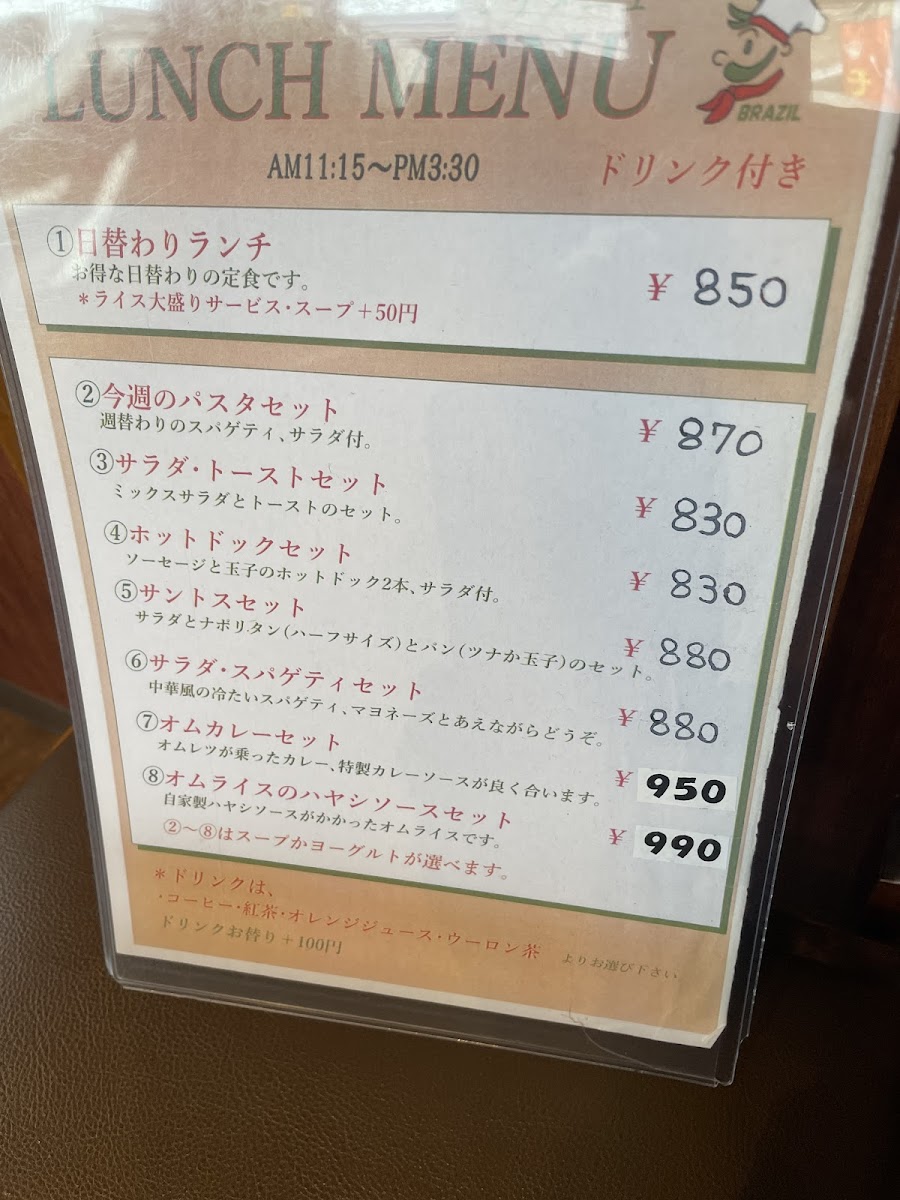 LUNCH MENU
BRAZIL
AM11:15～PM3:30
ドリンク付き
①日替わりランチ
お得な日替わりの定食です。
＊ライス大盛りサービス・スープ＋50円
¥ 850
②今週のパスタセット
週替わりのスパゲティ、サラダ付。
¥ 870
③サラダ・トーストセット
ミックスサラダとトーストのセット。
¥ 830
④ホットドックセット
ソーセージと玉子のホットドック2本、サラダ付。
¥ 830
⑤サントスセット
サラダとナポリタン（ハーフサイズ）とパン（ツナか玉子）のセット。
¥ 880
⑥サラダ・スパゲティセット
中華風の冷たいスパゲティ、マヨネーズとあえながらどうぞ。
¥ 880
⑦オムカレーセット
オムレツが乗ったカレー、特製カレーソースが良く合います。
¥ 950
⑧オムライスのハヤシソースセット
自家製ハヤシソースがかかったオムライスです。
¥ 990
②～⑧はスープかヨーグルトが選べます。
＊ドリンクは、
・コーヒー・紅茶・オレンジジュース・ウーロン茶 よりお選び下さい
ドリンクお替り＋100円